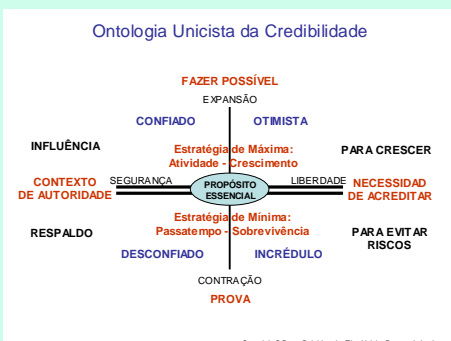 Ontologia Unicista da Credibilidade
FAZER POSSÍVEL
EXPANSÃO
CONFIADO OTIMISTA
INFLUÊNCIA
Estratégia de Máxima:
Atividade - Crescimento
PARA CRESCER
CONTEXTO
DE AUTORIDADE
SEGURANÇA
PROPÓSITO
ESSENCIAL
LIBERDADE
NECESSIDAD
DE ACREDITAR
RESPALDO
Estratégia de Mínima:
Passatempo - Sobrevivência
PARA EVITAR
RISCOS
DESCONFIADO INCRÉDULO
CONTRAÇÃO
PROVA